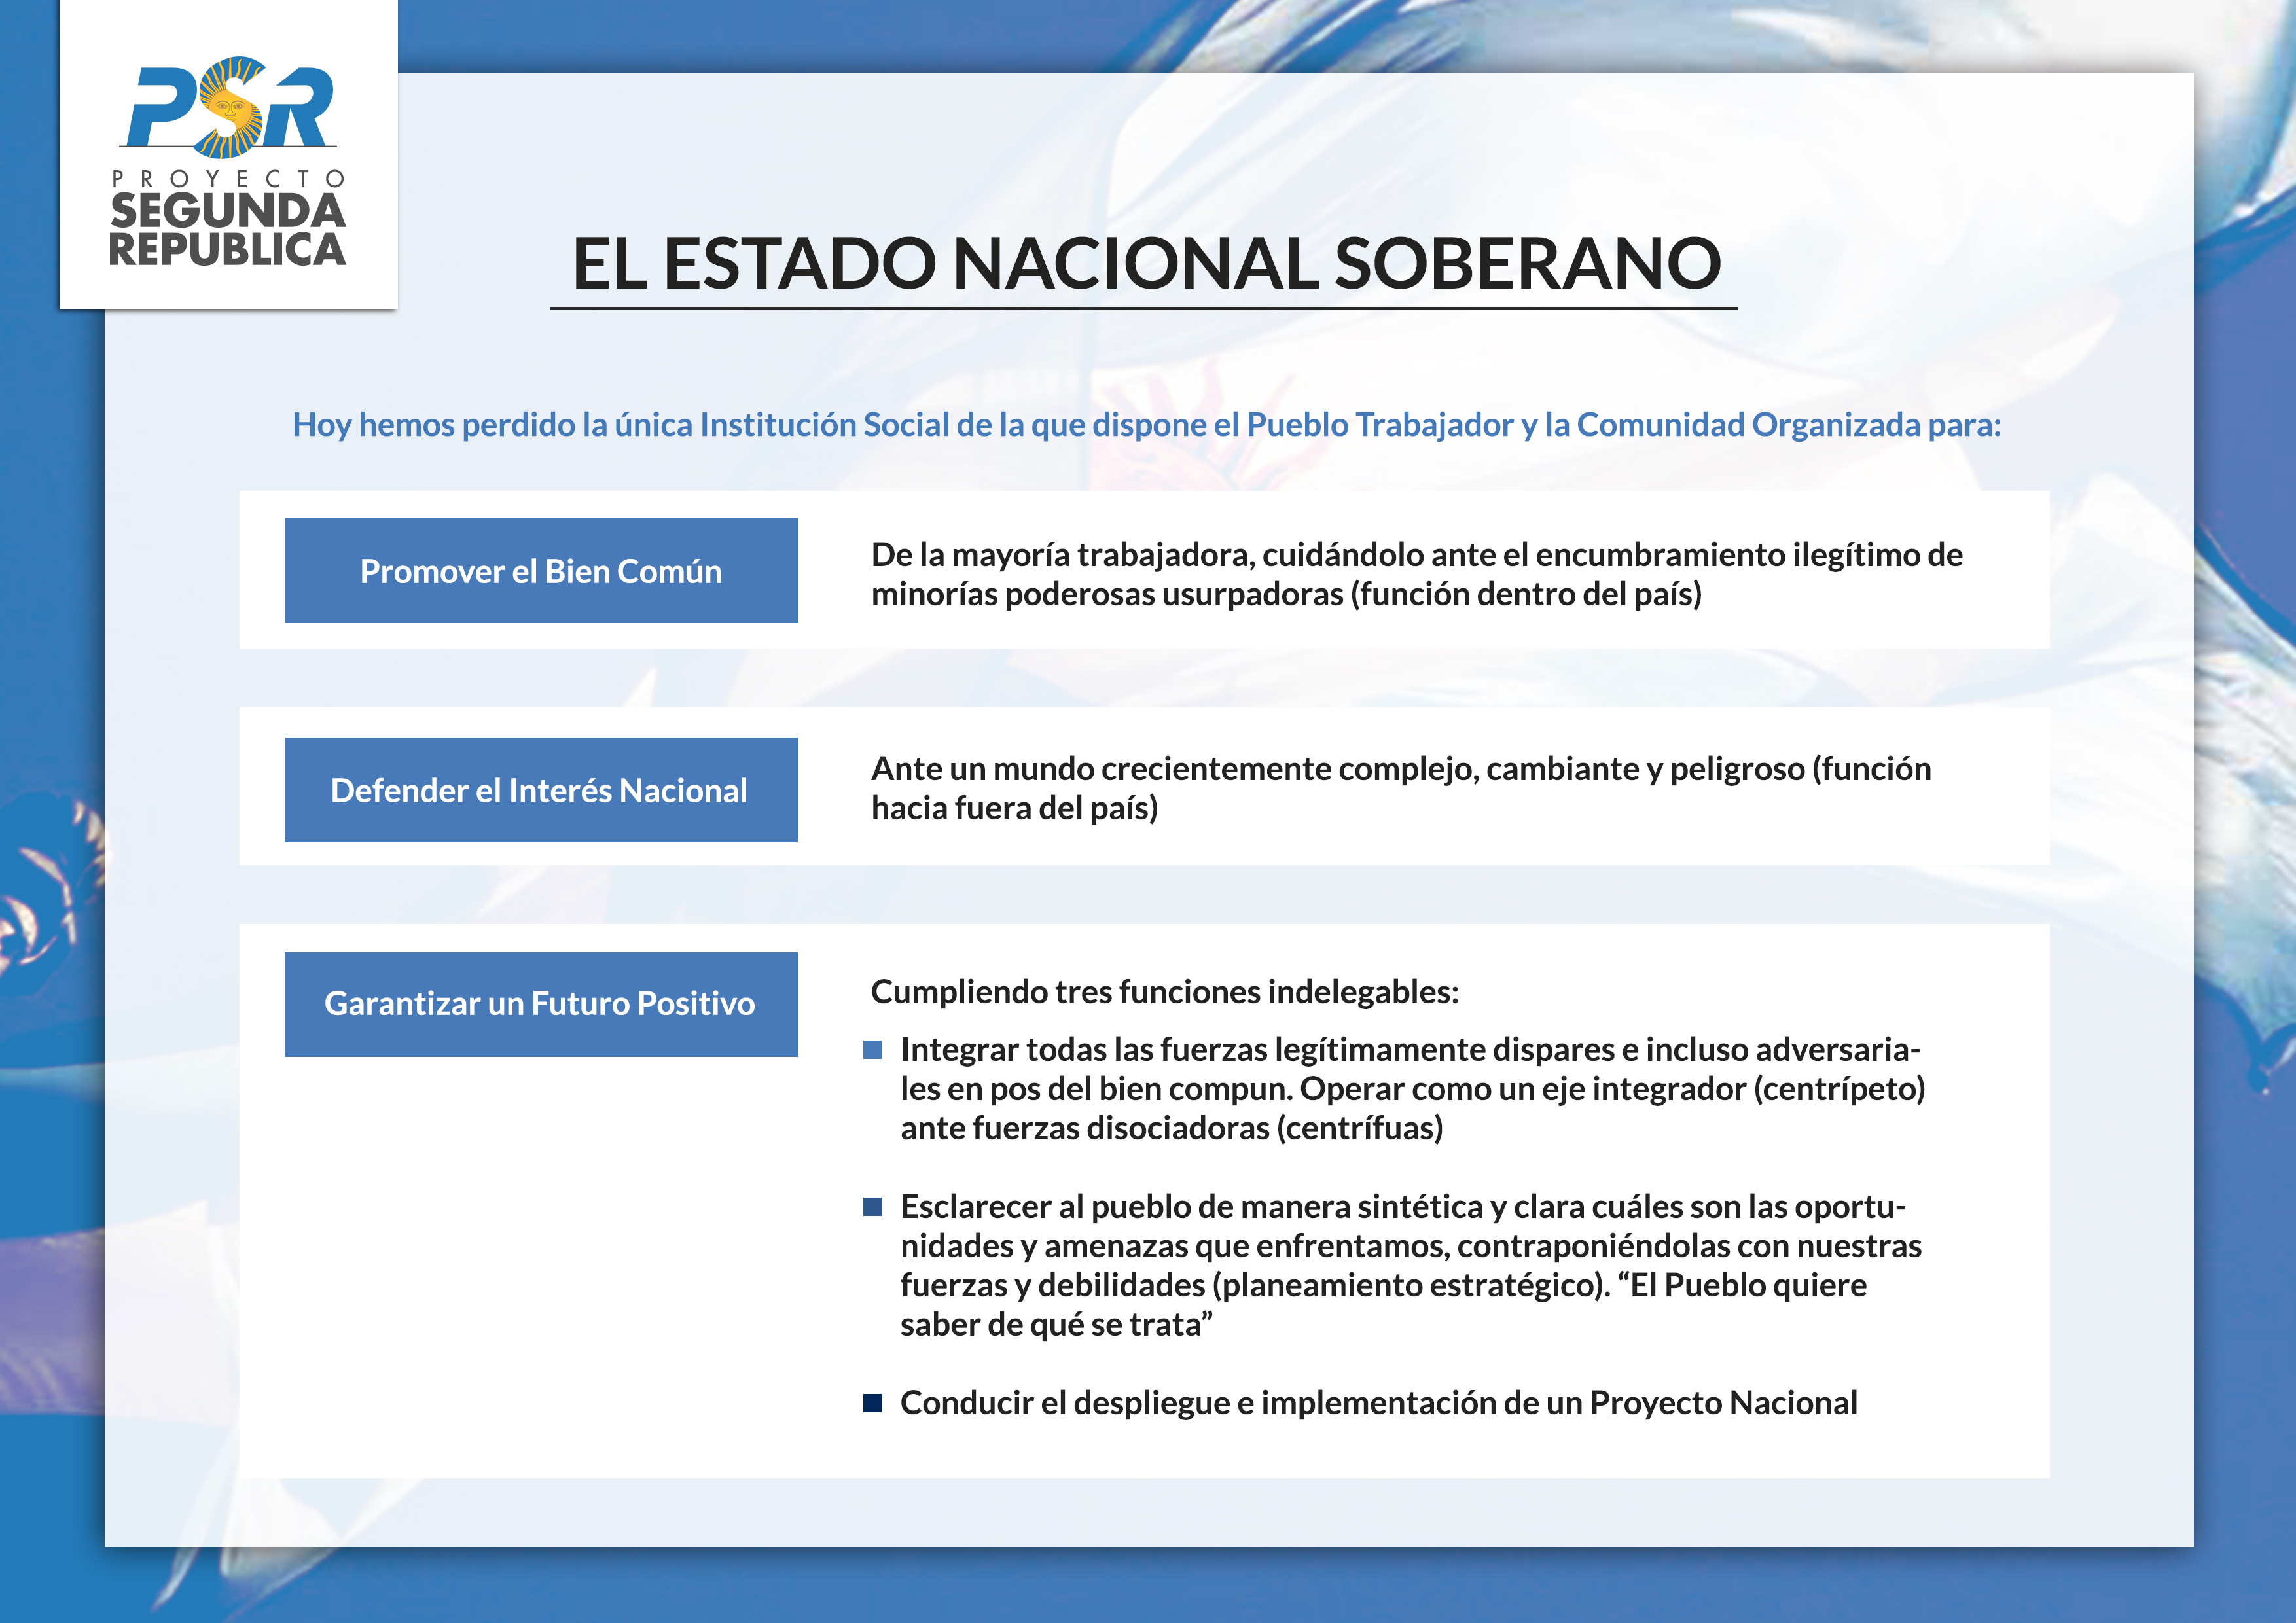 PSR
PROYECTO
SEGUNDA
REPUBLICA
EL ESTADO NACIONAL SOBERANO
Hoy hemos perdido la única Institución Social de la que dispone el Pueblo Trabajador y la Comunidad Organizada para:
Promover el Bien Común
De la mayoría trabajadora, cuidándolo ante el encumbramiento ilegítimo de
minorías poderosas usurpadoras (función dentro del país)
Defender el Interés Nacional
Ante un mundo crecientemente complejo, cambiante y peligroso (función
hacia fuera del país)
Garantizar un Futuro Positivo
Cumpliendo tres funciones indelegables:
Integrar todas las fuerzas legítimamente dispares e incluso adversaria-
les en pos del bien compun. Operar como un eje integrador (centrípeto)
ante fuerzas disociadoras (centrífuas)
Esclarecer al pueblo de manera sintética y clara cuáles son las oportu-
nidades y amenazas que enfrentamos, contraponiéndolas con nuestras
fuerzas y debilidades (planeamiento estratégico). “El Pueblo quiere
saber de qué se trata”
Conducir el despliegue e implementación de un Proyecto Nacional